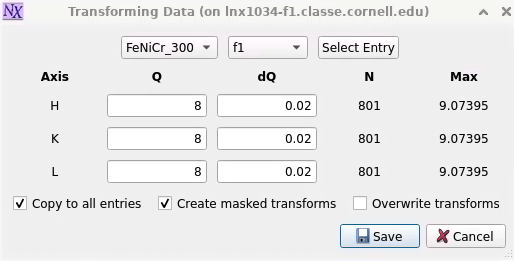 NX Transforming Data (on lnx1034-f1.classe.cornell.edu)
FeNiCr_300 f1 Select Entry
Axis Q dQ N Max
H 8 0.02 801 9.07395
K 8 0.02 801 9.07395
L 8 0.02 801 9.07395
Copy to all entries Create masked transforms Overwrite transforms
Save Cancel